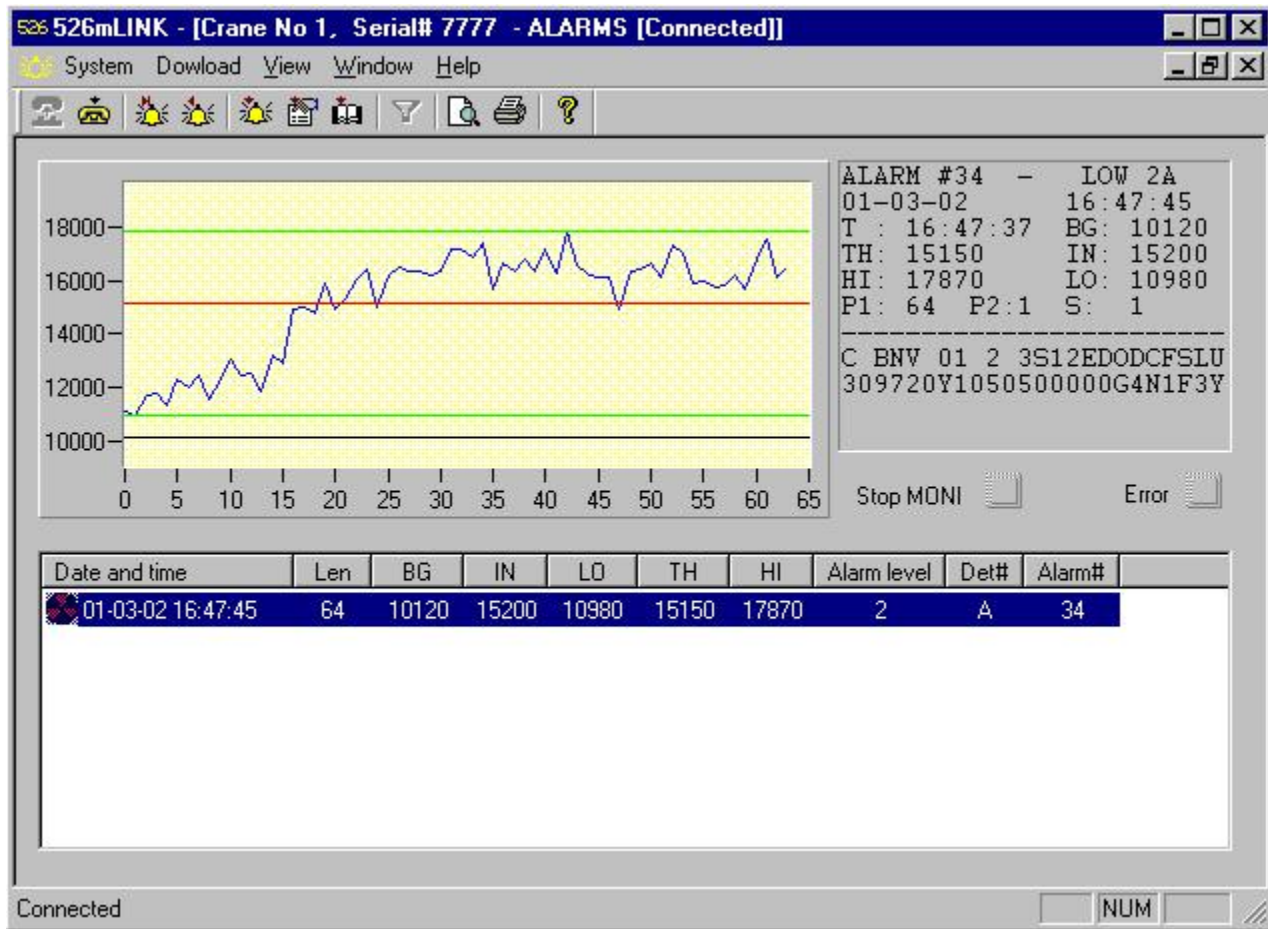 526 526mLINK - [Crane No 1, Serial# 7777 - ALARMS [Connected]]
System Dowload View Window Help
18000
16000
14000
12000
10000
0 5 10 15 20 25 30 35 40 45 50 55 60 65
ALARM #34 - LOW 2A
01-03-02 16:47:45
T : 16:47:37 BG: 10120
TH: 15150 IN: 15200
HI: 17870 LO: 10980
P1: 64 P2:1 S: 1
--------------------------
C BNV 01 2 3S12EDODCFSLU
309720Y1050500000G4N1F3Y
Stop MONI Error
Date and time Len BG IN LO TH HI Alarm level Det# Alarm#
01-03-02 16:47:45 64 10120 15200 10980 15150 17870 2 A 34
Connected NUM